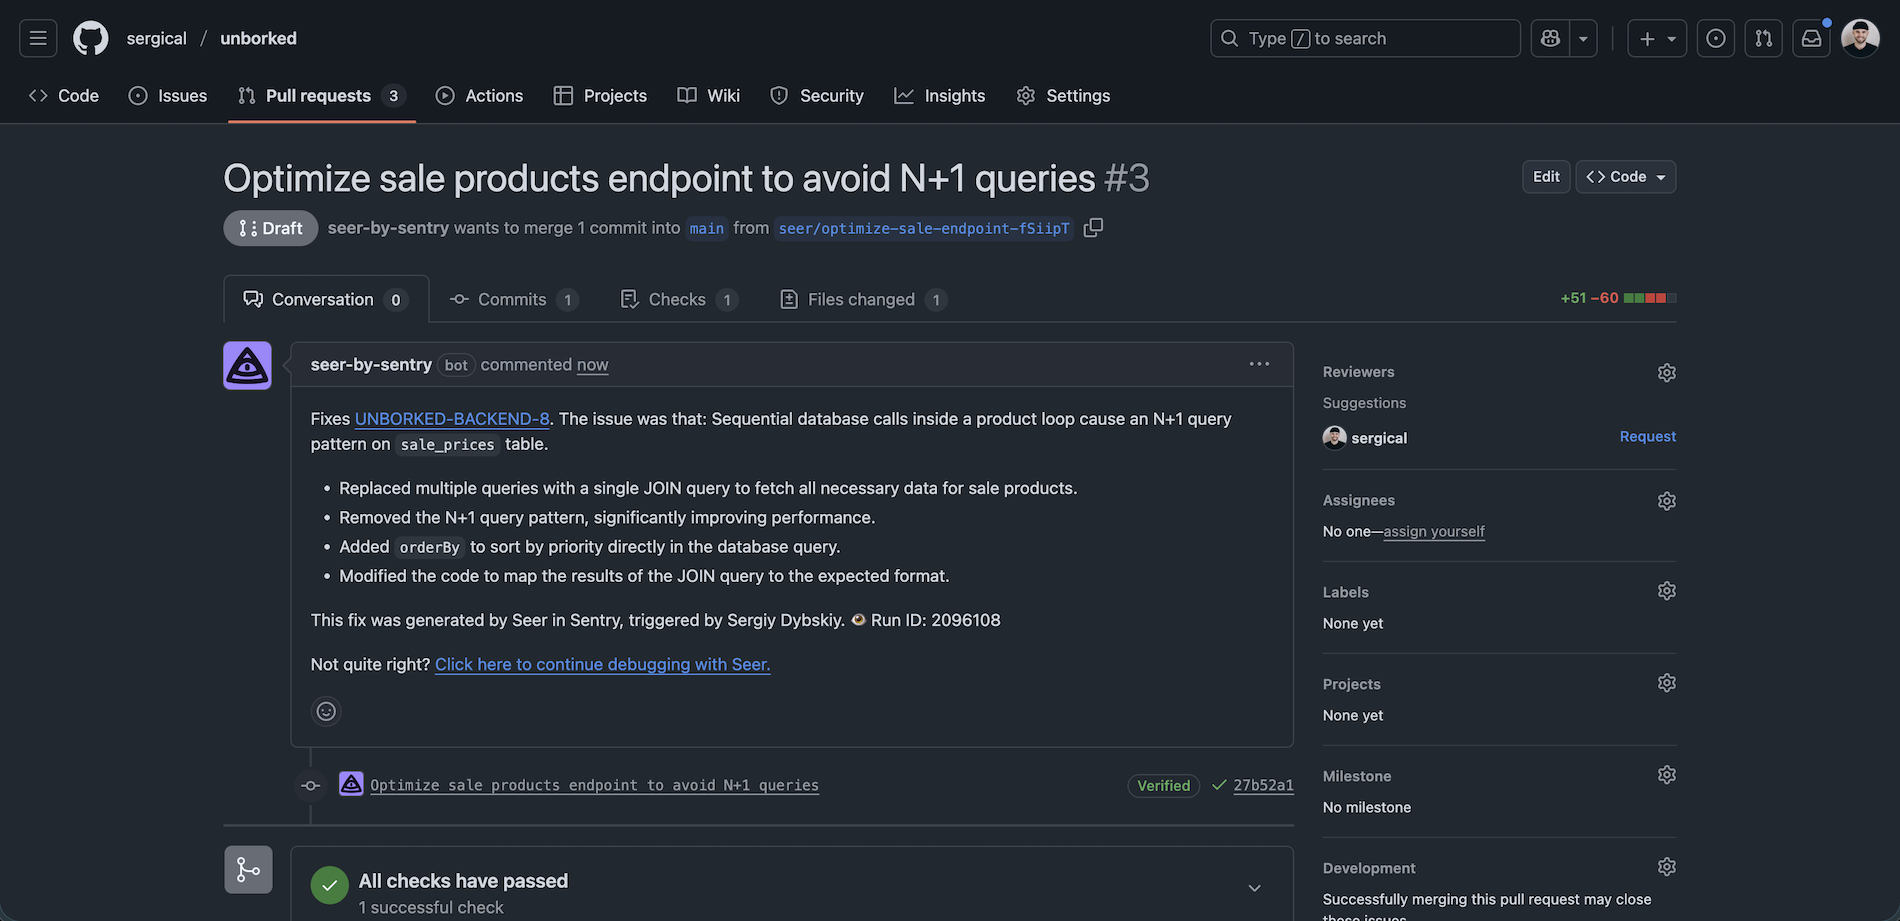 sergical / unborked
Type / to search
Code
Issues
Pull requests 3
Actions
Projects
Wiki
Security
Insights
Settings
Optimize sale products endpoint to avoid N+1 queries #3
Edit
Code
Draft
seer-by-sentry wants to merge 1 commit into main from seer/optimize-sale-endpoint-fSiipT
Conversation 0
Commits 1
Checks 1
Files changed 1
+51 −60
seer-by-sentry bot commented now
Fixes UNBORKED-BACKEND-8. The issue was that: Sequential database calls inside a product loop cause an N+1 query
pattern on sale_prices table.
• Replaced multiple queries with a single JOIN query to fetch all necessary data for sale products.
• Removed the N+1 query pattern, significantly improving performance.
• Added orderBy to sort by priority directly in the database query.
• Modified the code to map the results of the JOIN query to the expected format.
This fix was generated by Seer in Sentry, triggered by Sergiy Dybskiy. 👁️ Run ID: 2096108
Not quite right? Click here to continue debugging with Seer.
Optimize sale products endpoint to avoid N+1 queries
Verified
27b52a1
All checks have passed
1 successful check
Reviewers
Suggestions
sergical
Request
Assignees
No one—assign yourself
Labels
None yet
Projects
None yet
Milestone
No milestone
Development
Successfully merging this pull request may close
these issues.